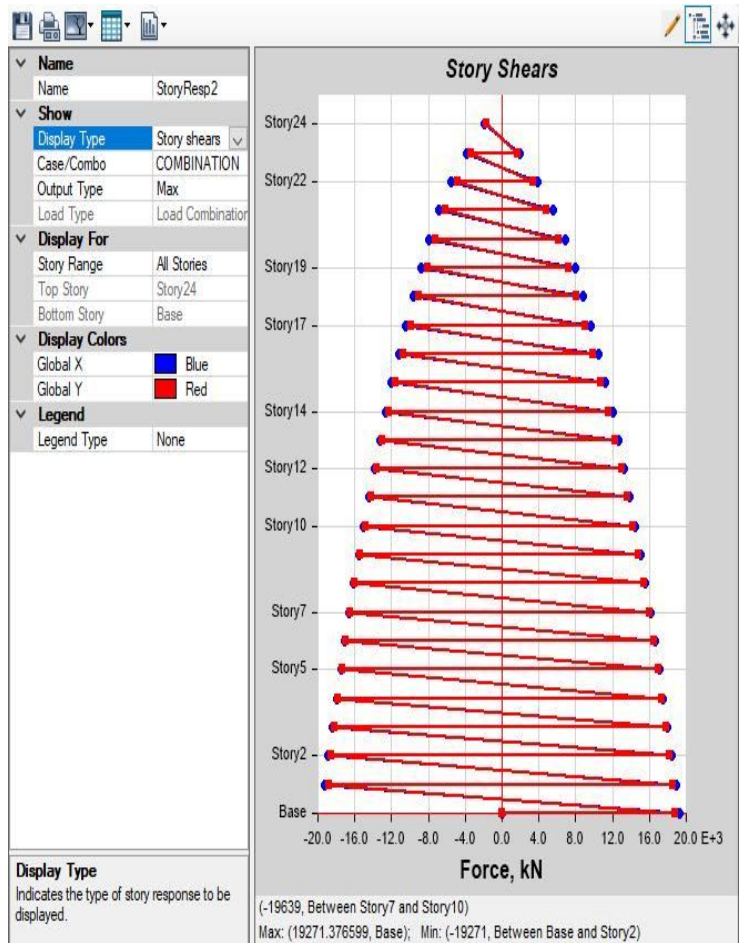 Name
Name StoryResp2
Show
Display Type Story shears
Case/Combo COMBINATION
Output Type Max
Load Type Load Combination
Display For
Story Range All Stories
Top Story Story24
Bottom Story Base
Display Colors
Global X Blue
Global Y Red
Legend
Legend Type None
Display Type
Indicates the type of story response to be
displayed.
Story Shears
Story24
Story22
Story19
Story17
Story14
Story12
Story10
Story7
Story5
Story2
Base
-20.0 -16.0 -12.0 -8.0 -4.0 0.0 4.0 8.0 12.0 16.0 20.0 E+3
Force, kN
(-19639, Between Story7 and Story10)
Max: (19271.376599, Base); Min: (-19271, Between Base and Story2)